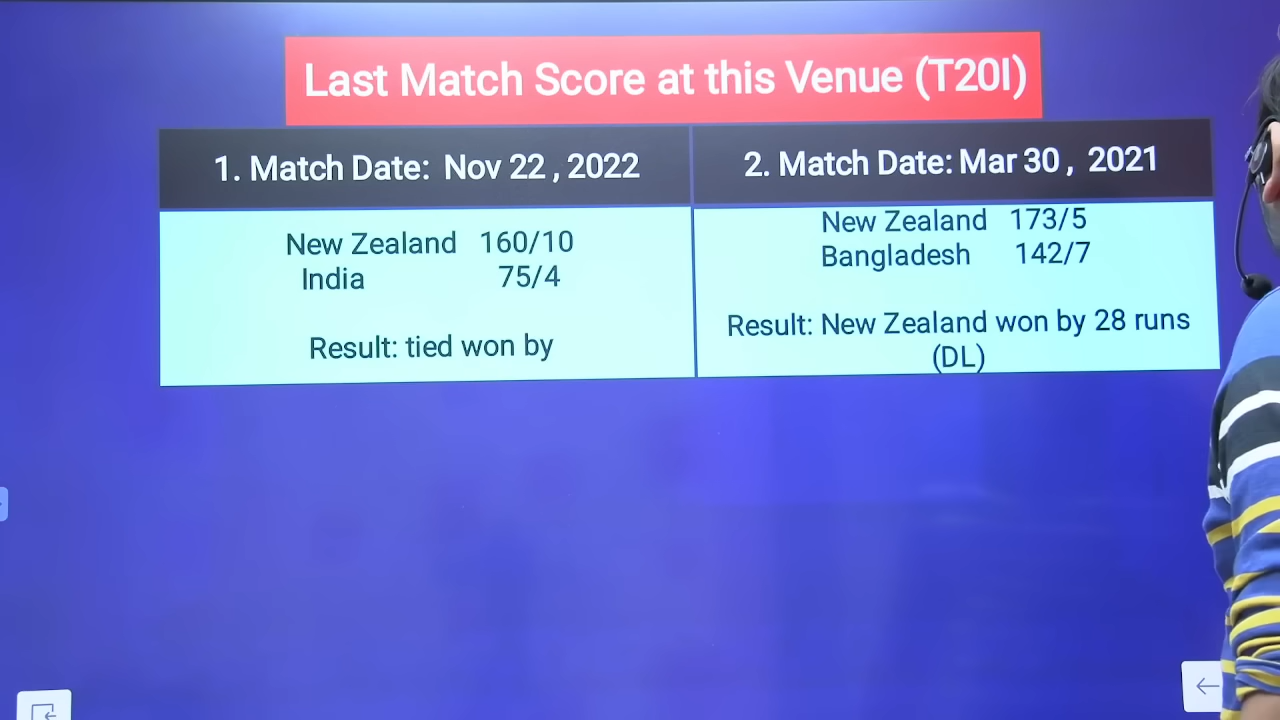 Last Match Score at this Venue (T20I)
1. Match Date: Nov 22 , 2022
New Zealand 160/10
India 75/4
Result: tied won by
2. Match Date: Mar 30 , 2021
New Zealand 173/5
Bangladesh 142/7
Result: New Zealand won by 28 runs
(DL)